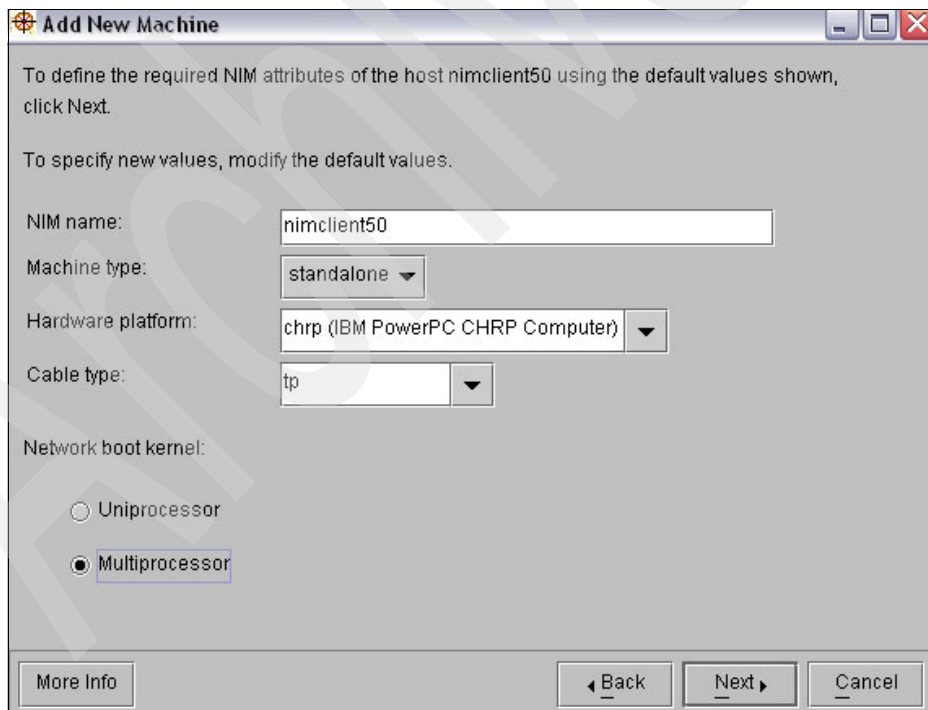 Add New Machine
To define the required NIM attributes of the host nimclient50 using the default values shown,
click Next.
To specify new values, modify the default values.
NIM name: nimclient50
Machine type: standalone
Hardware platform: chrp (IBM PowerPC CHRP Computer)
Cable type: tp
Network boot kernel:
Uniprocessor
Multiprocessor
More Info Back Next Cancel